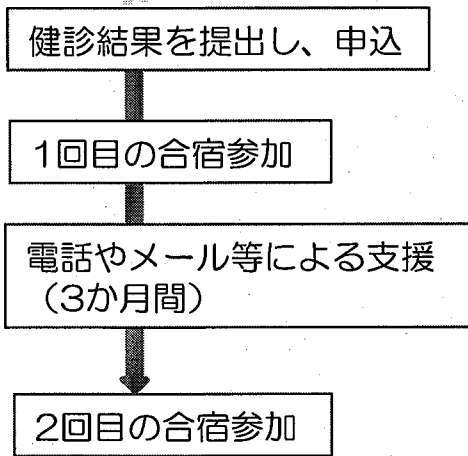 健診結果を提出し、申込
1回目の合宿参加
電話やメール等による支援
（3か月間）
2回目の合宿参加